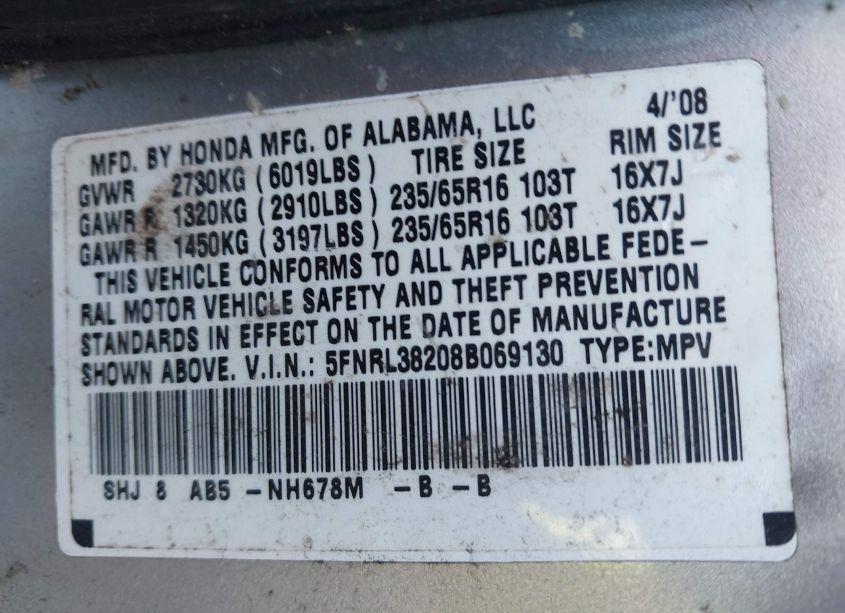 MFD. BY HONDA MFG. OF ALABAMA, LLC 4/'08
GVWR 2730KG (6019LBS) TIRE SIZE RIM SIZE
GAWR F 1320KG (2910LBS) 235/65R16 103T 16X7J
GAWR R 1450KG (3197LBS) 235/65R16 103T 16X7J
THIS VEHICLE CONFORMS TO ALL APPLICABLE FEDE-
RAL MOTOR VEHICLE SAFETY AND THEFT PREVENTION
STANDARDS IN EFFECT ON THE DATE OF MANUFACTURE
SHOWN ABOVE. V.I.N.: 5FNRL38208B069130 TYPE:MPV
SHJ 8 AB5 -NH678M -B -B